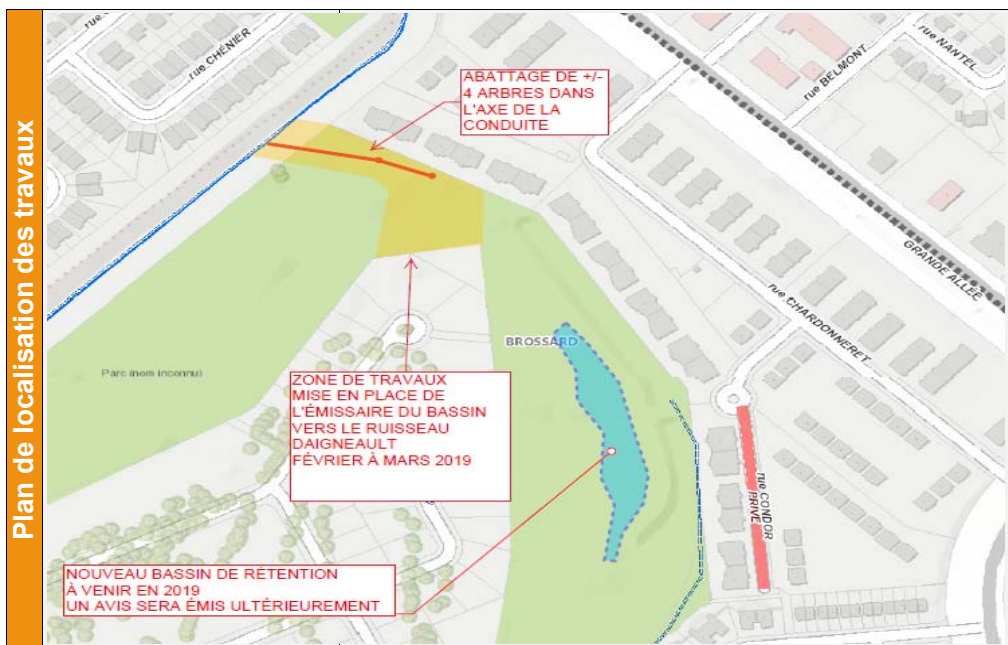 Plan de localisation des travaux
rue CHÉNIER
ABATTAGE DE +/-
4 ARBRES DANS
L'AXE DE LA
CONDUITE
rue BELMONT
rue NANTEL
GRANDE ALLÉE
rue CHARDONNERET
BROSSARD
Parc (nom inconnu)
ZONE DE TRAVAUX
MISE EN PLACE DE
L'ÉMISSAIRE DU BASSIN
VERS LE RUISSEAU
DAIGNEAULT
FÉVRIER À MARS 2019
rue CONDOR
PRIVÉ
NOUVEAU BASSIN DE RÉTENTION
À VENIR EN 2019
UN AVIS SERA ÉMIS ULTÉRIEUREMENT